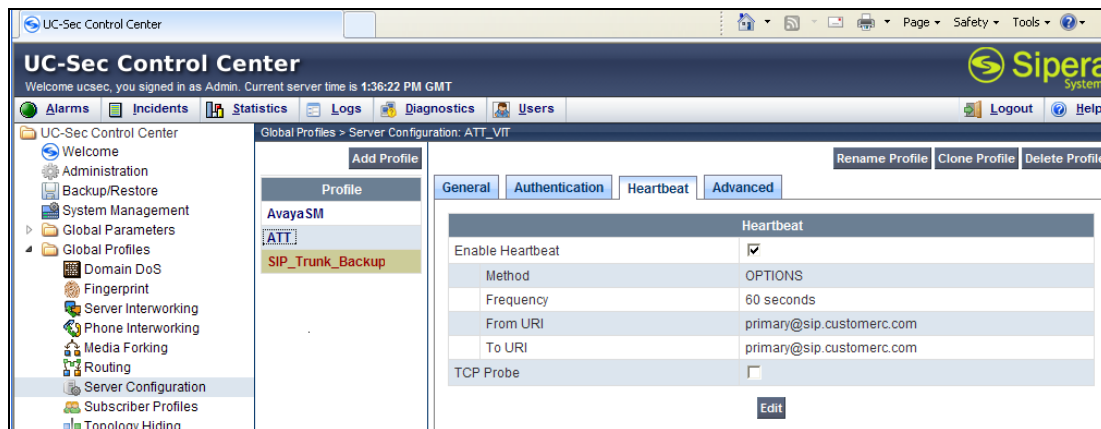 UC-Sec Control Center
Page Safety Tools
UC-Sec Control Center
Welcome ucsec, you signed in as Admin. Current server time is 1:36:22 PM GMT
Sipera
System
Alarms Incidents Statistics Logs Diagnostics Users Logout Help
UC-Sec Control Center
Welcome
Administration
Backup/Restore
System Management
Global Parameters
Global Profiles
Domain DoS
Fingerprint
Server Interworking
Phone Interworking
Media Forking
Routing
Server Configuration
Subscriber Profiles
Topology Hiding
Global Profiles > Server Configuration: ATT_VIT
Add Profile
Rename Profile Clone Profile Delete Profile
Profile
AvayaSM
ATT
SIP_Trunk_Backup
General Authentication Heartbeat Advanced
Heartbeat
Enable Heartbeat
Method OPTIONS
Frequency 60 seconds
From URI primary@sip.customerc.com
To URI primary@sip.customerc.com
TCP Probe
Edit